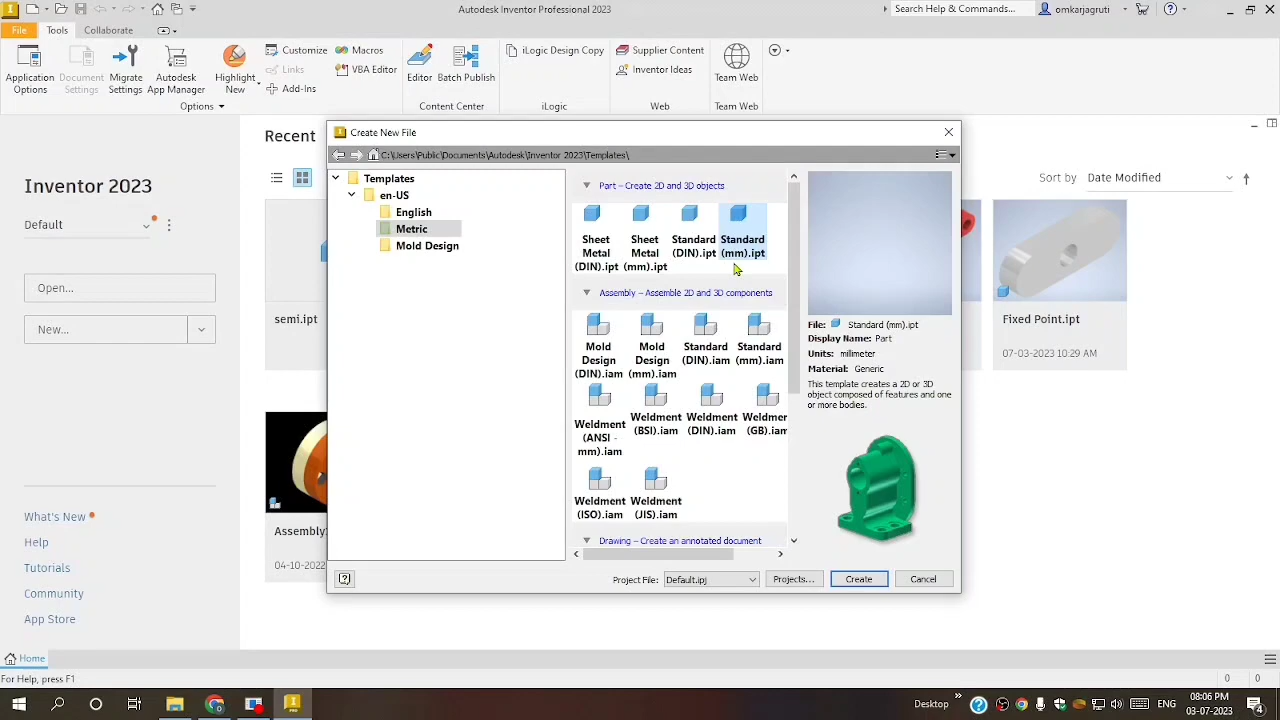 Autodesk Inventor Professional 2023
Search Help & Commands...
omkarjagruti
File
Tools
Collaborate
Application
Options
Document
Settings
Migrate
Settings
Autodesk
App Manager
Highlight
New
Customize
Links
Add-Ins
Macros
VBA Editor
Editor
Batch Publish
iLogic Design Copy
Supplier Content
Inventor Ideas
Team Web
Options
Content Center
iLogic
Web
Team Web
Inventor 2023
Default
Open...
New...
What's New
Help
Tutorials
Community
App Store
Recent
Sort by
Date Modified
semi.ipt
Fixed Point.ipt
07-03-2023 10:29 AM
04-10-2022
Create New File
C:\Users\Public\Documents\Autodesk\Inventor 2023\Templates\
Templates
en-US
English
Metric
Mold Design
Part – Create 2D and 3D objects
Sheet
Metal
(DIN).ipt
Sheet
Metal
(mm).ipt
Standard
(DIN).ipt
Standard
(mm).ipt
Assembly – Assemble 2D and 3D components
Mold
Design
(DIN).iam
Mold
Design
(mm).iam
Standard
(DIN).iam
Standard
(mm).iam
Weldment
(ANSI -
mm).iam
Weldment
(BSI).iam
Weldment
(DIN).iam
Weldmer
(GB).iam
Weldment
(ISO).iam
Weldment
(JIS).iam
Drawing – Create an annotated document
File: Standard (mm).ipt
Display Name: Part
Units: millimeter
Material: Generic
This template creates a 2D or 3D
object composed of features and one
or more bodies.
Project File:
Default.ipj
Projects...
Create
Cancel
Home
For Help, press F1
0
0
Desktop
ENG
08:06 PM
03-07-2023